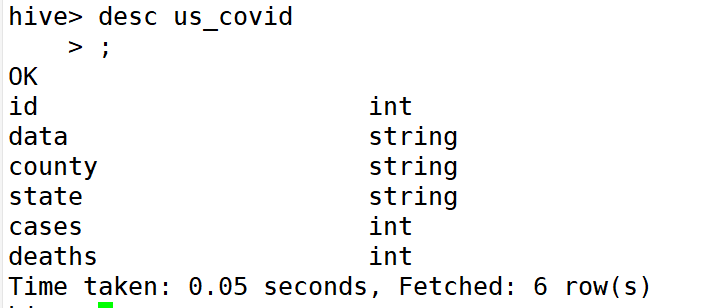 hive> desc us_covid
    > ;
OK
id                      int
data                    string
county                  string
state                   string
cases                   int
deaths                  int
Time taken: 0.05 seconds, Fetched: 6 row(s)